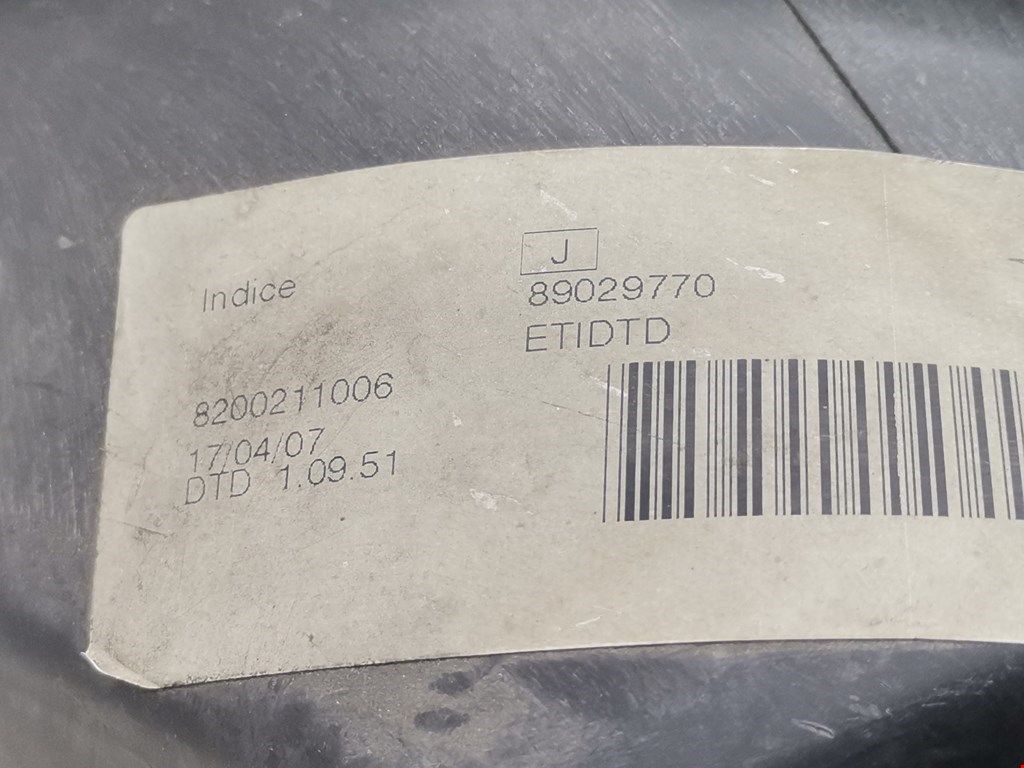 Indice
J
89029770
ETIDTD
8200211006
17/04/07
DTD 1.09.51